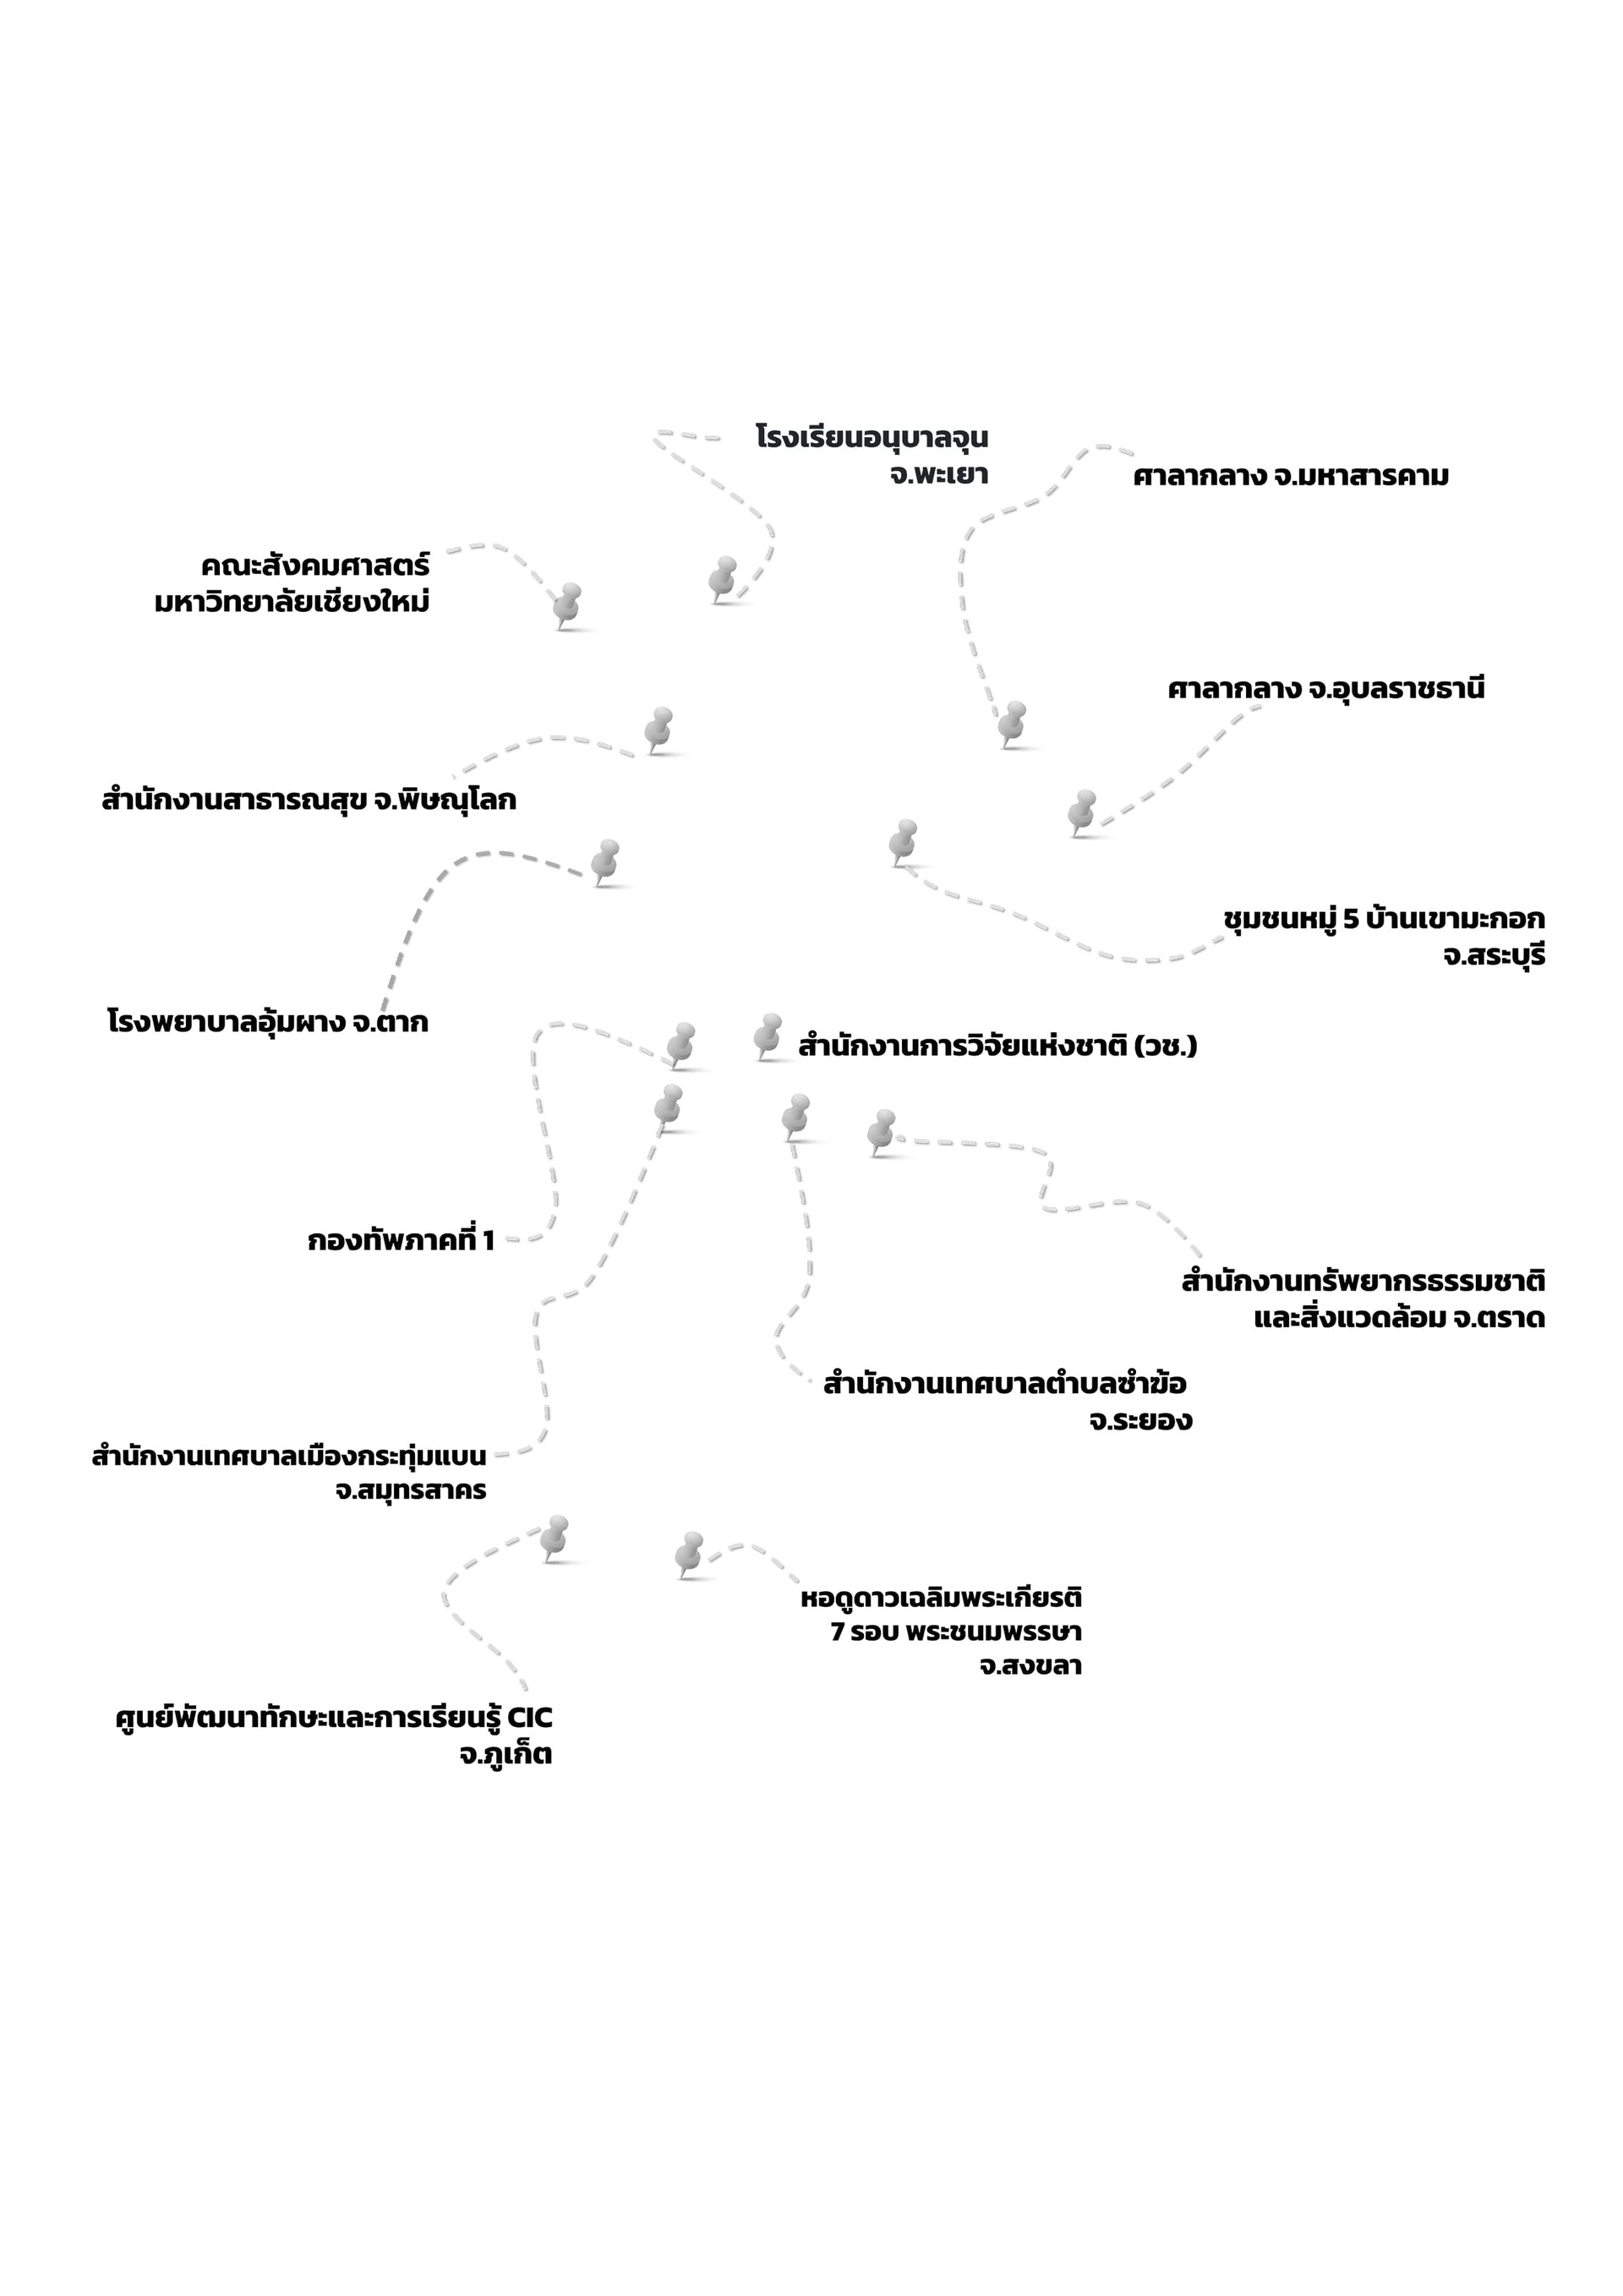 โรงเรียนอนุบาลจุน
จ.พะเยา
ศาลากลาง จ.มหาสารคาม
คณะสังคมศาสตร์
มหาวิทยาลัยเชียงใหม่
ศาลากลาง จ.อุบลราชธานี
สำนักงานสาธารณสุข จ.พิษณุโลก
ชุมชนหมู่ 5 บ้านเขามะกอก
จ.สระบุรี
โรงพยาบาลอุ้มผาง จ.ตาก
สำนักงานการวิจัยแห่งชาติ (วช.)
กองทัพภาคที่ 1
สำนักงานทรัพยากรธรรมชาติ
และสิ่งแวดล้อม จ.ตราด
สำนักงานเทศบาลตำบลซำฆ้อ
จ.ระยอง
สำนักงานเทศบาลเมืองกระทุ่มแบน
จ.สมุทรสาคร
หอดูดาวเฉลิมพระเกียรติ
7 รอบ พระชนมพรรษา
จ.สงขลา
ศูนย์พัฒนาทักษะและการเรียนรู้ CIC
จ.ภูเก็ต